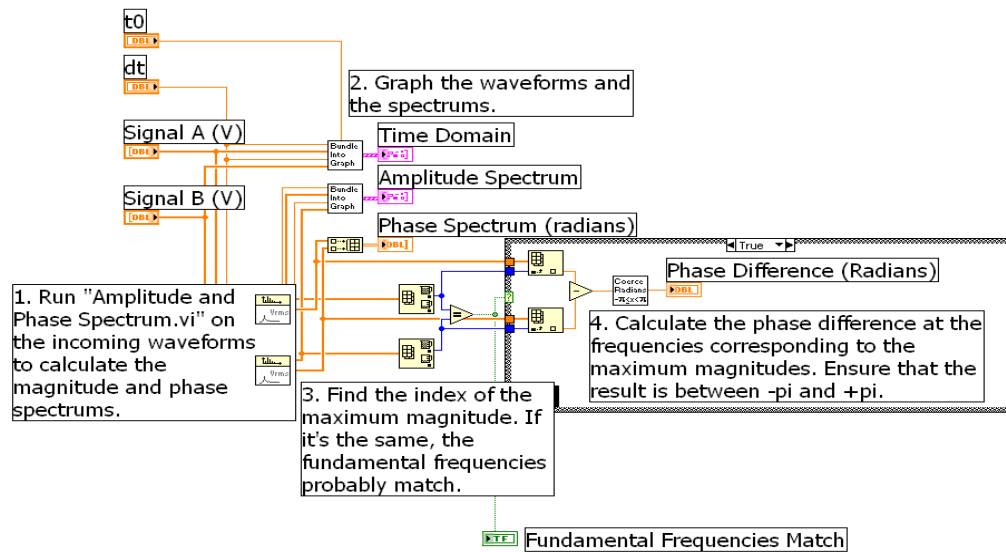 t0
DBL
dt
DBL
2. Graph the waveforms and
the spectrums.
Signal A (V)
[DBL]
Bundle
Into
Graph
Time Domain
Signal B (V)
[DBL]
Bundle
Into
Graph
Amplitude Spectrum
Phase Spectrum (radians)
DBL]
True
1. Run "Amplitude and
Phase Spectrum.vi" on
the incoming waveforms
to calculate the
magnitude and phase
spectrums.
Vrms
Vrms
=
?
-
Coerce
Radians
-π<x<π
Phase Difference (Radians)
DBL
4. Calculate the phase difference at the
frequencies corresponding to the
maximum magnitudes. Ensure that the
result is between -pi and +pi.
3. Find the index of the
maximum magnitude. If
it's the same, the
fundamental frequencies
probably match.
TF
Fundamental Frequencies Match